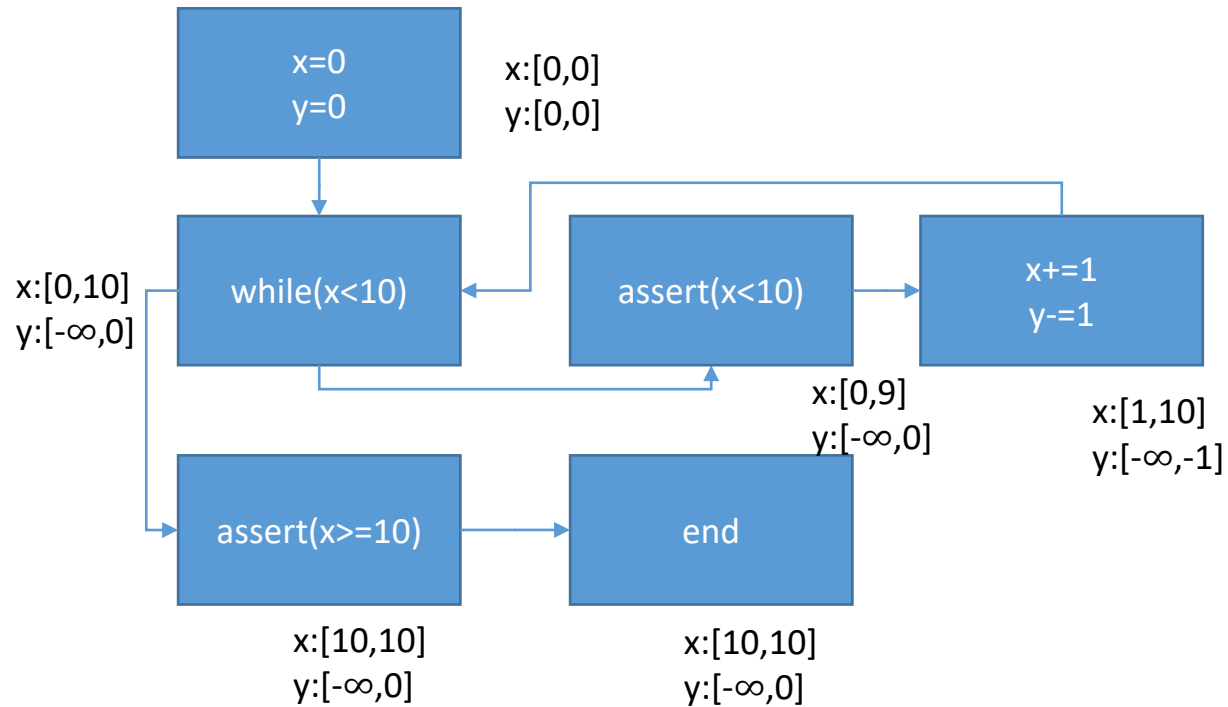 x=0
y=0
x:[0,0]
y:[0,0]
x:[0,10]
y:[-∞,0]
while(x<10)
assert(x<10)
x+=1
y-=1
x:[0,9]
y:[-∞,0]
x:[1,10]
y:[-∞,-1]
assert(x>=10)
end
x:[10,10]
y:[-∞,0]
x:[10,10]
y:[-∞,0]